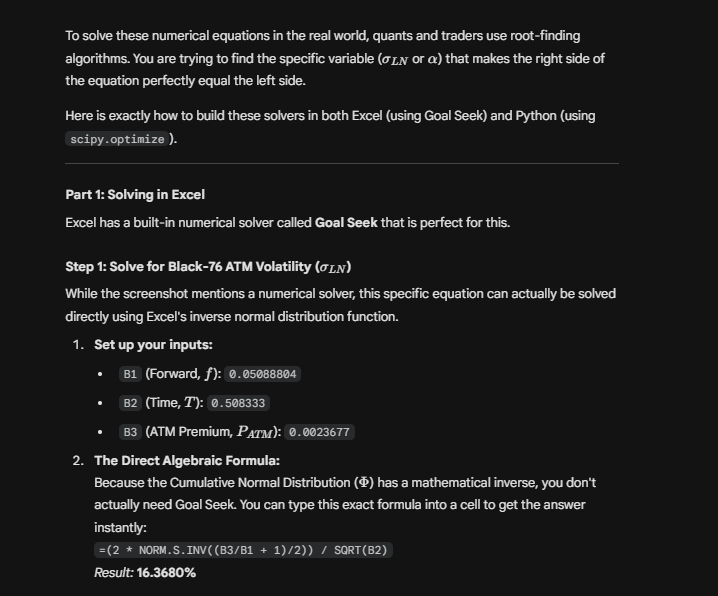 To solve these numerical equations in the real world, quants and traders use root-finding
algorithms. You are trying to find the specific variable (σLN or α) that makes the right side of
the equation perfectly equal the left side.
Here is exactly how to build these solvers in both Excel (using Goal Seek) and Python (using
scipy.optimize ).
Part 1: Solving in Excel
Excel has a built-in numerical solver called Goal Seek that is perfect for this.
Step 1: Solve for Black-76 ATM Volatility (σLN)
While the screenshot mentions a numerical solver, this specific equation can actually be solved
directly using Excel's inverse normal distribution function.
1. Set up your inputs:
• B1 (Forward, f): 0.05088804
• B2 (Time, T): 0.508333
• B3 (ATM Premium, PATM): 0.0023677
2. The Direct Algebraic Formula:
Because the Cumulative Normal Distribution (Φ) has a mathematical inverse, you don't
actually need Goal Seek. You can type this exact formula into a cell to get the answer
instantly:
=(2 * NORM.S.INV((B3/B1 + 1)/2)) / SQRT(B2)
Result: 16.3680%